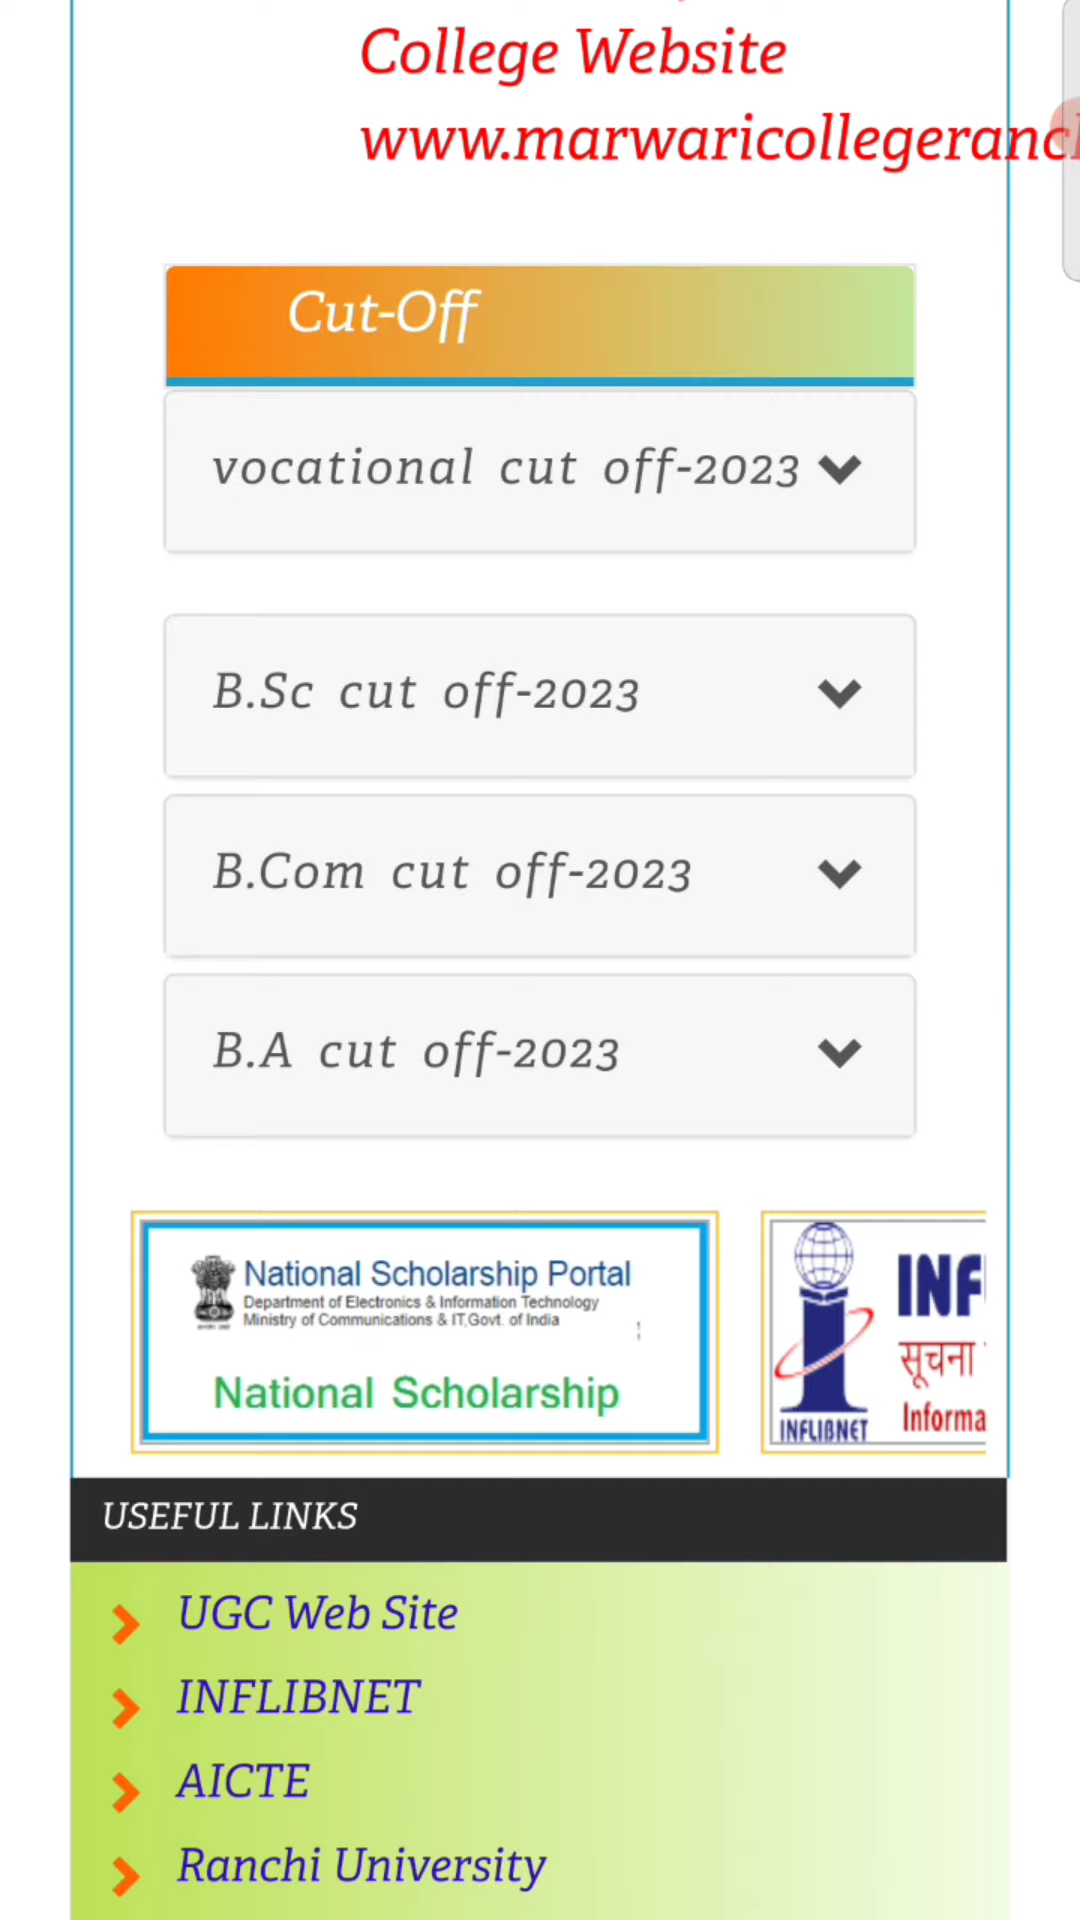 College Website
www.marwaricollegeranc
Cut-Off
vocational cut off-2023
B.Sc cut off-2023
B.Com cut off-2023
B.A cut off-2023
National Scholarship Portal
Department of Electronics & Information Technology
Ministry of Communications & IT,Govt. of India
National Scholarship
INF
सूचना
Informa
INFLIBNET
USEFUL LINKS
UGC Web Site
INFLIBNET
AICTE
Ranchi University